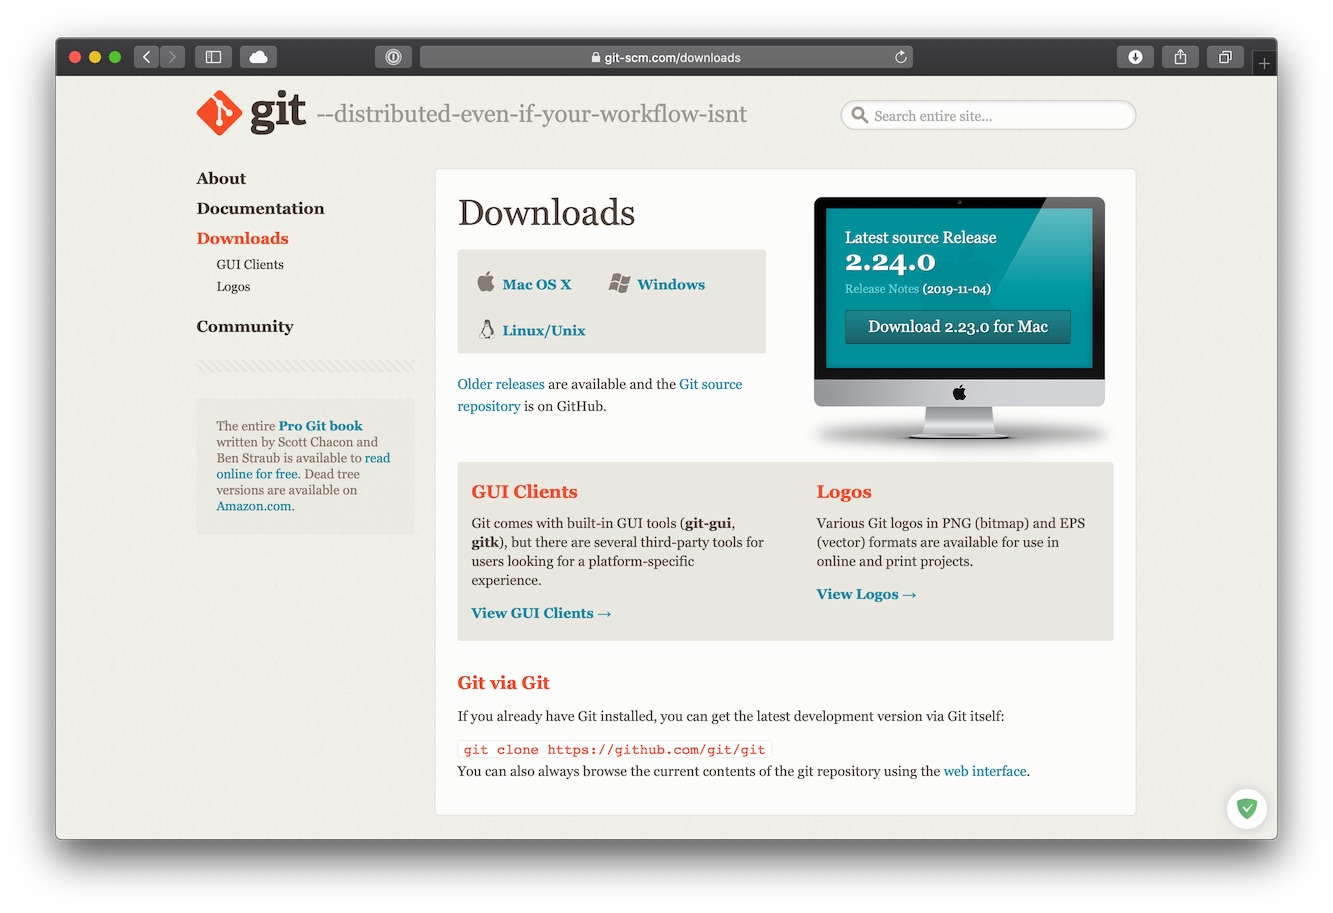 git-scm.com/downloads
git --distributed-even-if-your-workflow-isnt
Search entire site...
About
Documentation
Downloads
GUI Clients
Logos
Community
The entire Pro Git book
written by Scott Chacon and
Ben Straub is available to read
online for free. Dead tree
versions are available on
Amazon.com.
Downloads
Mac OS X
Windows
Linux/Unix
Older releases are available and the Git source
repository is on GitHub.
Latest source Release
2.24.0
Release Notes (2019-11-04)
Download 2.23.0 for Mac
GUI Clients
Git comes with built-in GUI tools (git-gui,
gitk), but there are several third-party tools for
users looking for a platform-specific
experience.
View GUI Clients →
Logos
Various Git logos in PNG (bitmap) and EPS
(vector) formats are available for use in
online and print projects.
View Logos →
Git via Git
If you already have Git installed, you can get the latest development version via Git itself:
git clone https://github.com/git/git
You can also always browse the current contents of the git repository using the web interface.